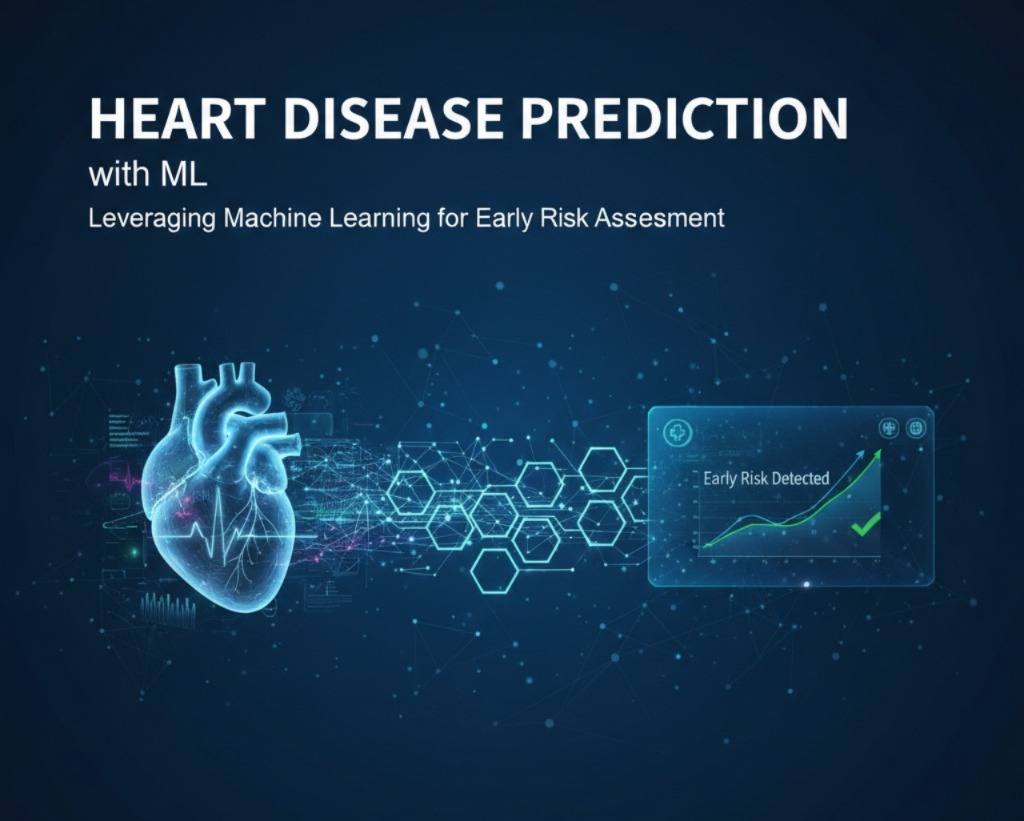 HEART DISEASE PREDICTION
with ML
Leveraging Machine Learning for Early Risk Assesment
Early Risk Detected